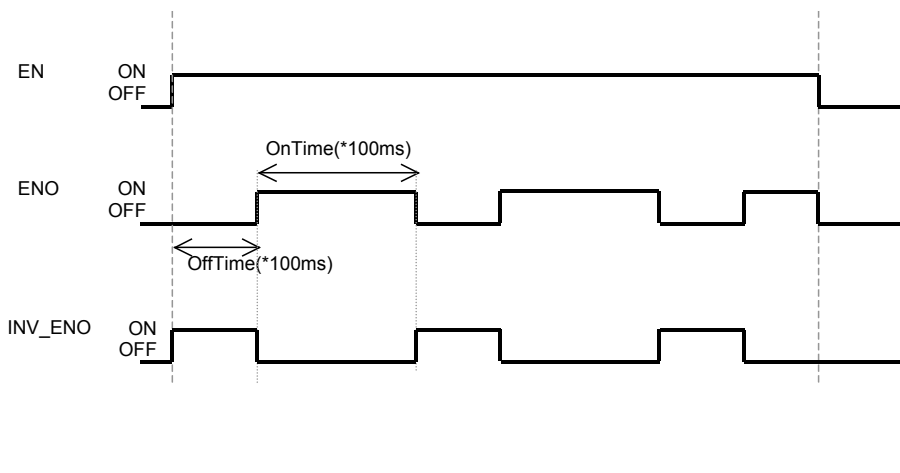 EN ON
OFF
OnTime(*100ms)
ENO ON
OFF
OffTime(*100ms)
INV_ENO ON
OFF